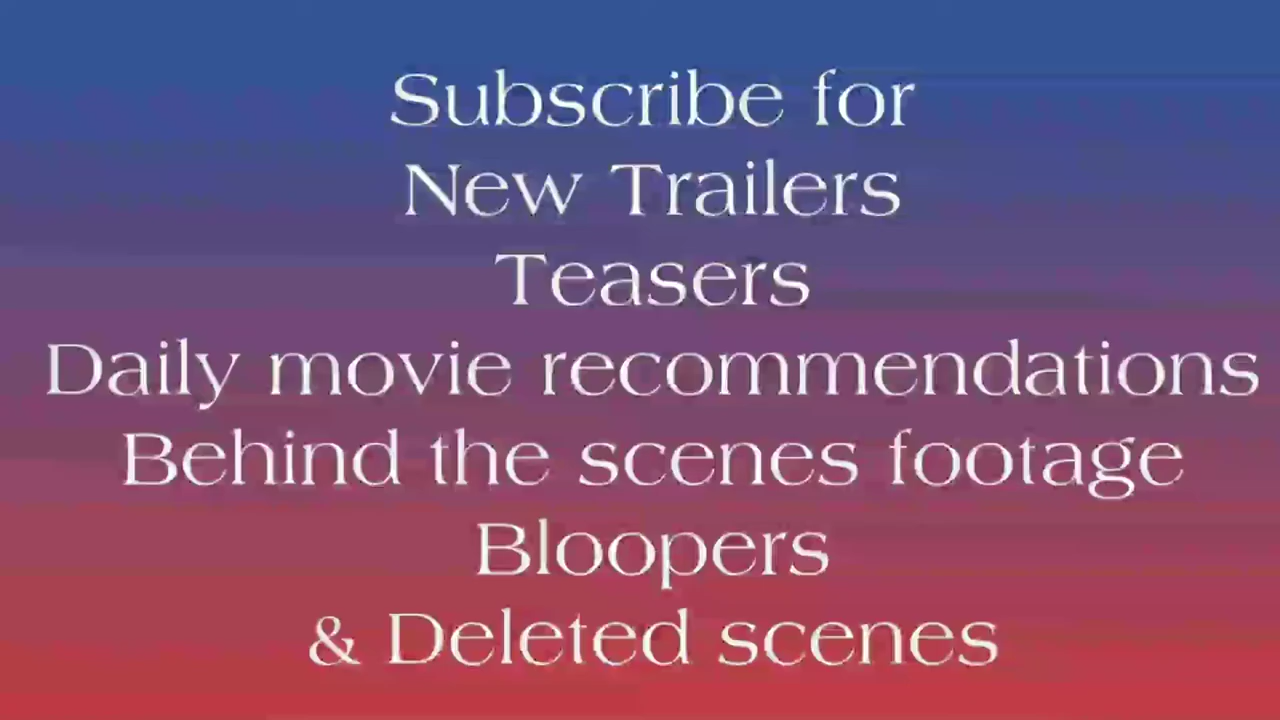 Subscribe for
New Trailers
Teasers
Daily movie recommendations
Behind the scenes footage
Bloopers
& Deleted scenes